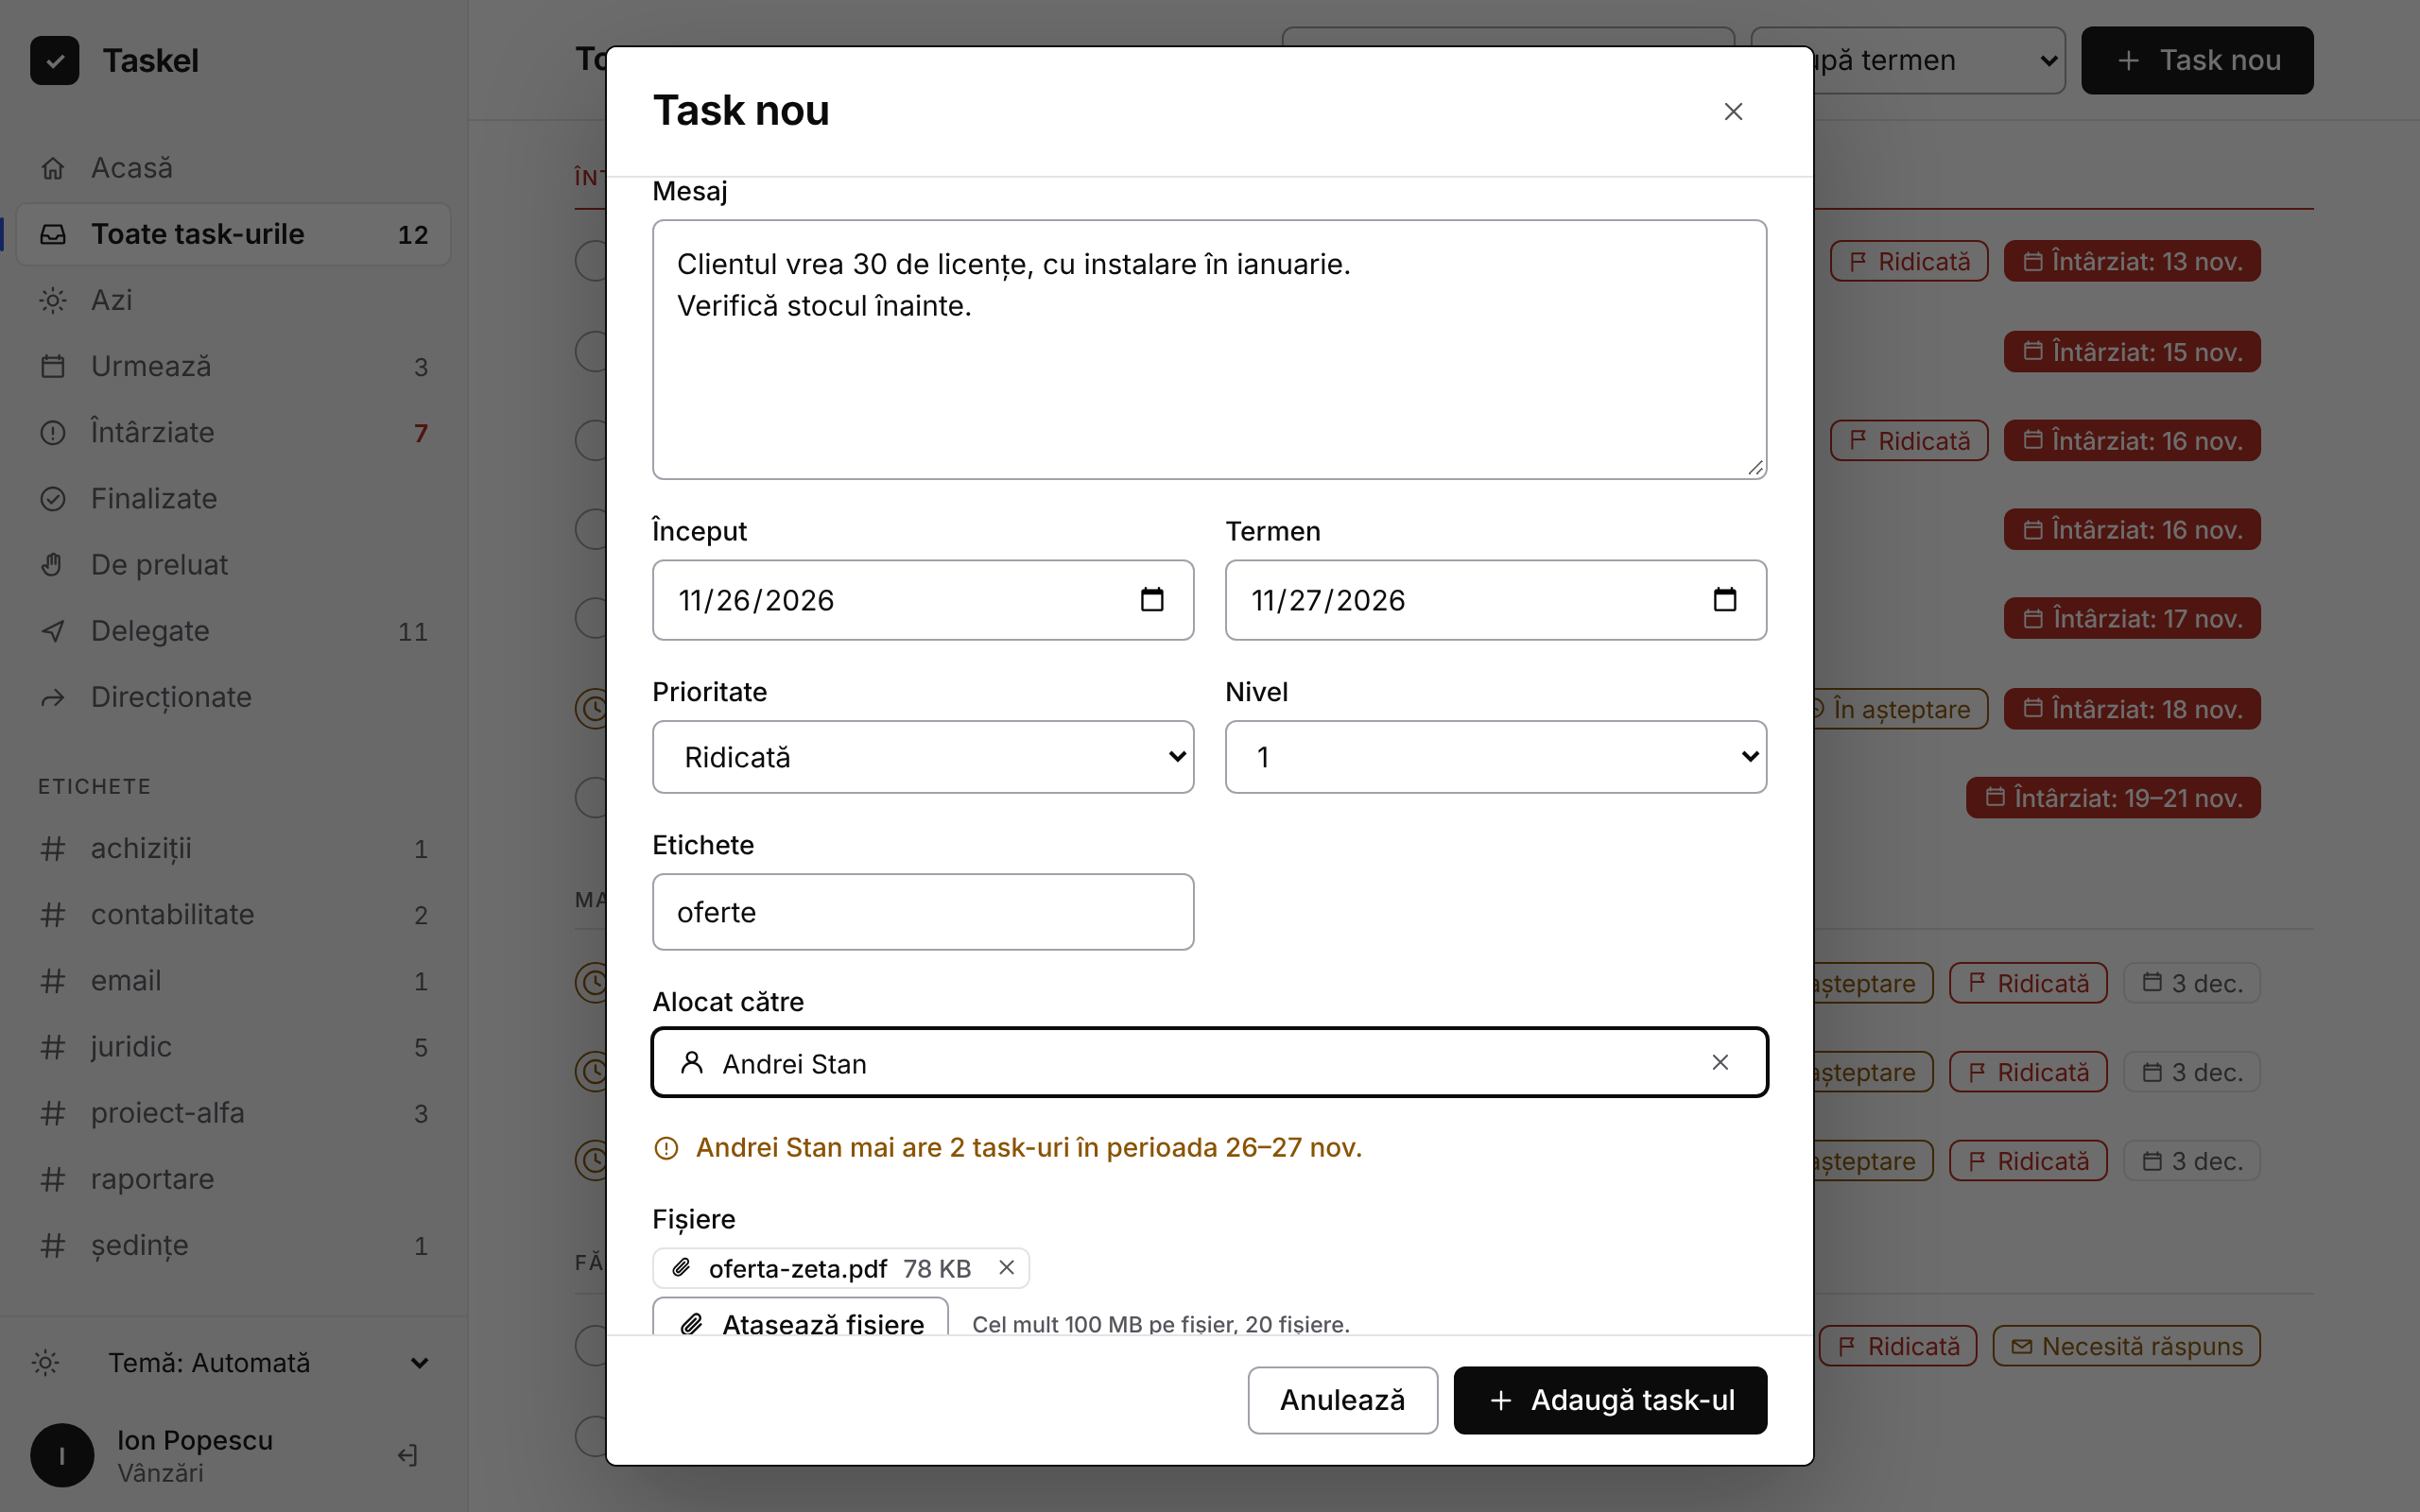 Taskel
Acasă
Toate task-urile 12
Azi
Urmează 3
Întârziate 7
Finalizate
De preluat
Delegate 11
Direcționate
ETICHETE
achiziții 1
contabilitate 2
email 1
juridic 5
proiect-alfa 3
raportare
ședințe 1
Temă: Automată
I
Ion Popescu
Vânzări
termen
Task nou
Task nou
Mesaj
Clientul vrea 30 de licențe, cu instalare în ianuarie.
Verifică stocul înainte.
Început
Termen
11/26/2026
11/27/2026
Prioritate
Nivel
Ridicată
1
Etichete
oferte
Alocat către
Andrei Stan
Andrei Stan mai are 2 task-uri în perioada 26–27 nov.
Fișiere
oferta-zeta.pdf 78 KB
Atașează fișiere
Cel mult 100 MB pe fișier, 20 fișiere.
Anulează
Adaugă task-ul
Ridicată Întârziat: 13 nov.
Întârziat: 15 nov.
Ridicată Întârziat: 16 nov.
Întârziat: 16 nov.
Întârziat: 17 nov.
În așteptare Întârziat: 18 nov.
Întârziat: 19–21 nov.
așteptare Ridicată 3 dec.
așteptare Ridicată 3 dec.
așteptare Ridicată 3 dec.
Ridicată Necesită răspuns